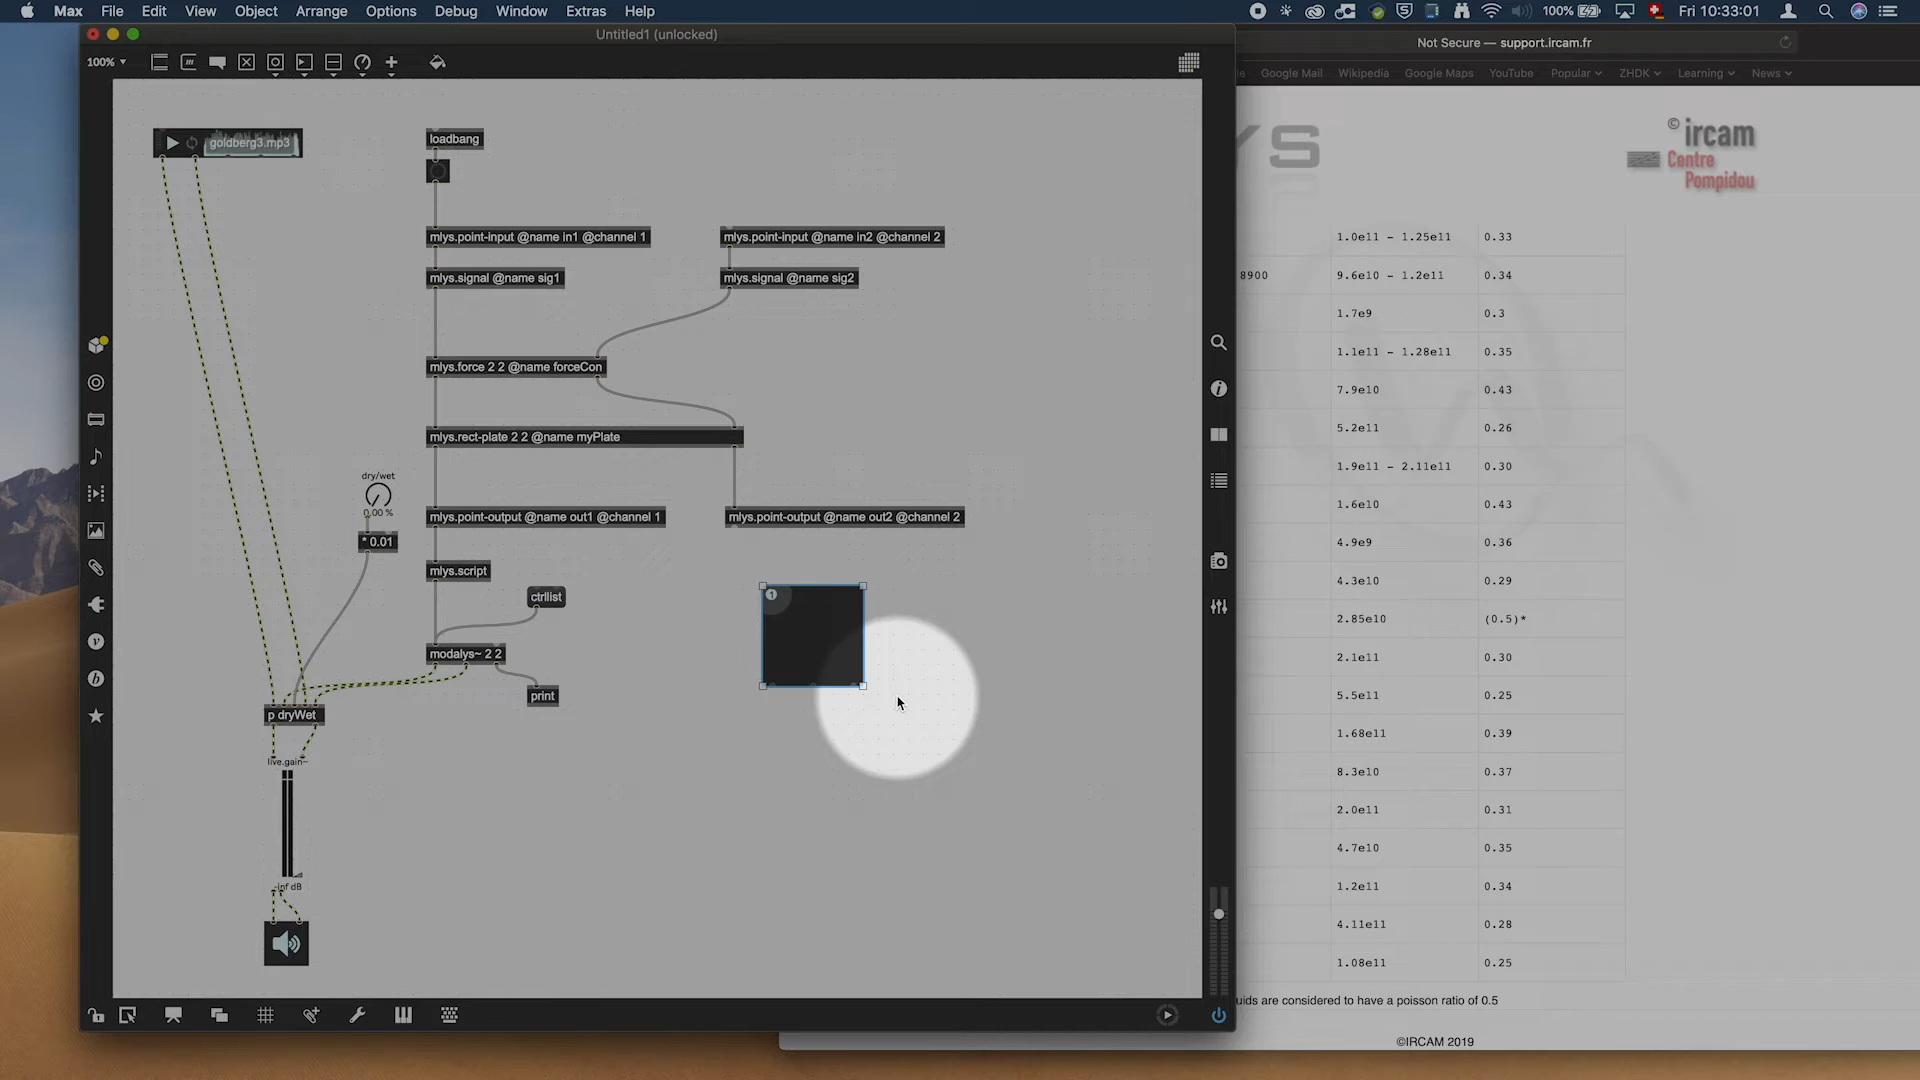 Max File Edit View Object Arrange Options Debug Window Extras Help
100% Fri 10:33:01
Untitled1 (unlocked)
Not Secure — support.ircam.fr
100%
Google Mail Wikipedia Google Maps YouTube Popular ZHDK Learning News
goldberg3.mp3
loadbang
YS
© ircam
Centre
Pompidou
mlys.point-input @name in1 @channel 1
mlys.point-input @name in2 @channel 2
mlys.signal @name sig1
mlys.signal @name sig2
mlys.force 2 2 @name forceCon
mlys.rect-plate 2 2 @name myPlate
dry/wet
0.00 %
* 0.01
mlys.point-output @name out1 @channel 1
mlys.point-output @name out2 @channel 2
mlys.script
ctrllist
1
modalys~ 2 2
print
p dryWet
live.gain~
-inf dB
1.0e11 - 1.25e11 0.33
8900 9.6e10 - 1.2e11 0.34
1.7e9 0.3
1.1e11 - 1.28e11 0.35
7.9e10 0.43
5.2e11 0.26
1.9e11 - 2.11e11 0.30
1.6e10 0.43
4.9e9 0.36
4.3e10 0.29
2.85e10 (0.5)*
2.1e11 0.30
5.5e11 0.25
1.68e11 0.39
8.3e10 0.37
2.0e11 0.31
4.7e10 0.35
1.2e11 0.34
4.11e11 0.28
1.08e11 0.25
uids are considered to have a poisson ratio of 0.5
©IRCAM 2019